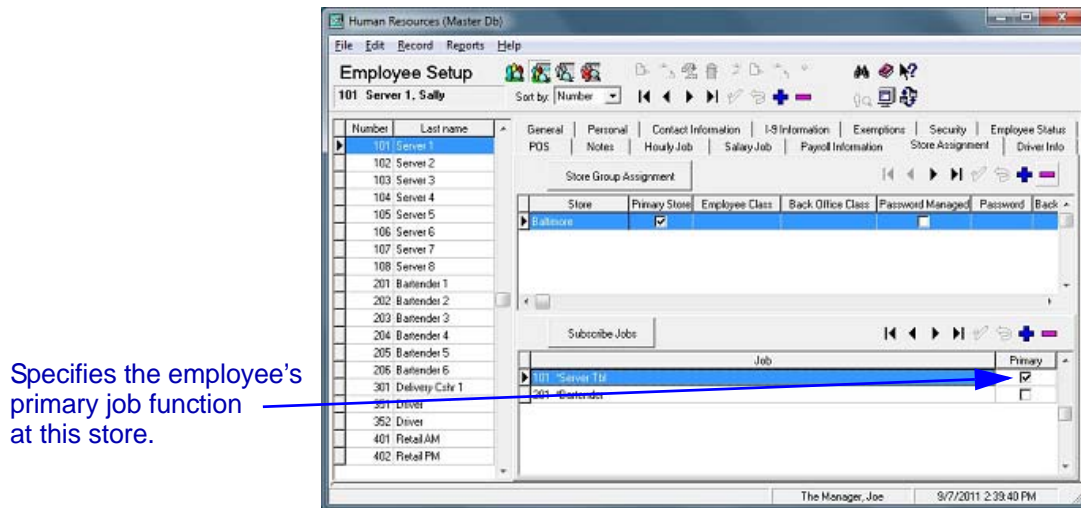 Human Resources (Master Db)
File Edit Record Reports Help
Employee Setup
101 Server 1, Sally
Sort by: Number
Number Last name
101 Server 1
102 Server 2
103 Server 3
104 Server 4
105 Server 5
106 Server 6
107 Server 7
108 Server 8
201 Bartender 1
202 Bartender 2
203 Bartender 3
204 Bartender 4
205 Bartender 5
206 Bartender 6
301 Delivery Cshr 1
351 Driver
352 Driver
401 Retail AM
402 Retail PM
General Personal Contact Information I-9 Information Exemptions Security Employee Status
POS Notes Hourly Job Salary Job Payroll Information Store Assignment Driver Info
Store Group Assignment
Store Primary Store Employee Class Back Office Class Password Managed Password Back
Baltimore
Subscribe Jobs
Job Primary
101 *Server Tbl
201 *Bartender
Specifies the employee's
primary job function
at this store.
The Manager, Joe 9/7/2011 2:39:40 PM